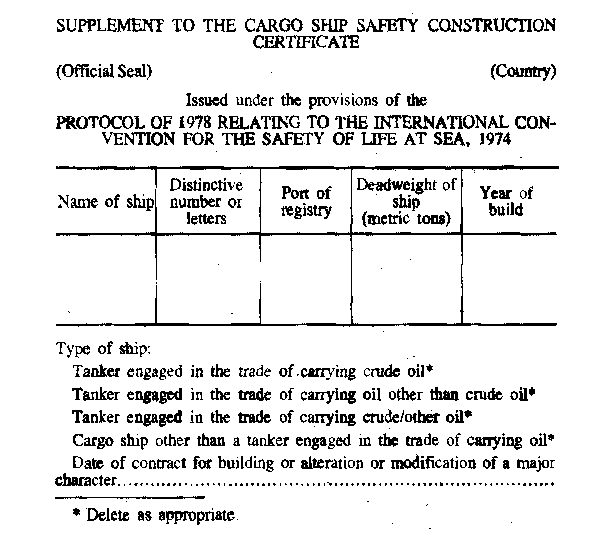 SUPPLEMENT TO THE CARGO SHIP SAFETY CONSTRUCTION
CERTIFICATE
(Official Seal) (Country)
Issued under the provisions of the
PROTOCOL OF 1978 RELATING TO THE INTERNATIONAL CON-
VENTION FOR THE SAFETY OF LIFE AT SEA, 1974
Name of ship
Distinctive
number or
letters
Port of
registry
Deadweight of
ship
(metric tons)
Year of
build
Type of ship:
Tanker engaged in the trade of carrying crude oil*
Tanker engaged in the trade of carrying oil other than crude oil*
Tanker engaged in the trade of carrying crude/other oil*
Cargo ship other than a tanker engaged in the trade of carrying oil*
Date of contract for building or alteration or modification of a major
character..................................................................
* Delete as appropriate.